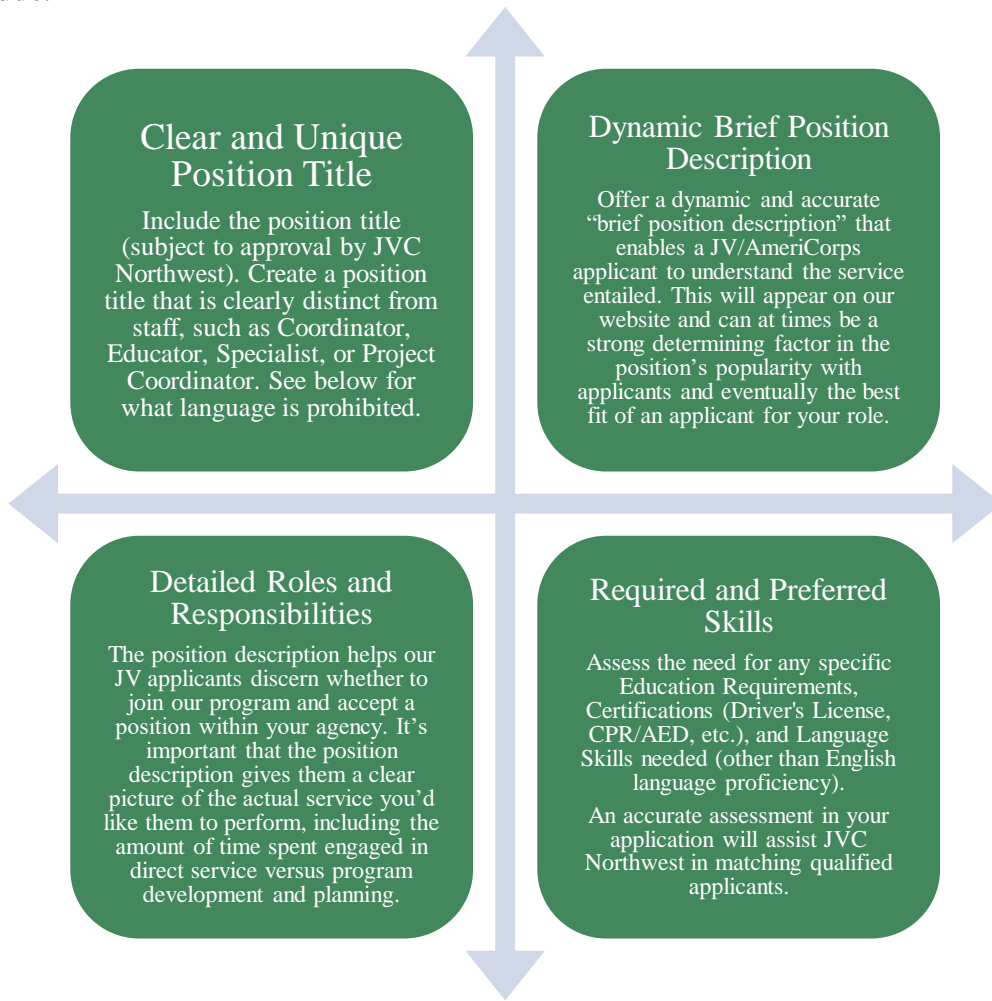 Clear and Unique
Position Title
Include the position title
(subject to approval by JVC
Northwest). Create a position
title that is clearly distinct from
staff, such as Coordinator,
Educator, Specialist, or Project
Coordinator. See below for
what language is prohibited.
Dynamic Brief Position
Description
Offer a dynamic and accurate
“brief position description” that
enables a JV/AmeriCorps
applicant to understand the service
entailed. This will appear on our
website and can at times be a
strong determining factor in the
position’s popularity with
applicants and eventually the best
fit of an applicant for your role.
Detailed Roles and
Responsibilities
The position description helps our
JV applicants discern whether to
join our program and accept a
position within your agency. It’s
important that the position
description gives them a clear
picture of the actual service you’d
like them to perform, including the
amount of time spent engaged in
direct service versus program
development and planning.
Required and Preferred
Skills
Assess the need for any specific
Education Requirements,
Certifications (Driver's License,
CPR/AED, etc.), and Language
Skills needed (other than English
language proficiency).
An accurate assessment in your
application will assist JVC
Northwest in matching qualified
applicants.